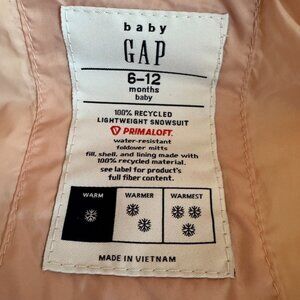 baby
GAP
6–12
months
baby
100% RECYCLED
LIGHTWEIGHT SNOWSUIT
PRIMALOFT.
water-resistant
foldover mitts
fill, shell, and lining made with
100% recycled material.
see label for product's
full fiber content.
WARM WARMER WARMEST
MADE IN VIETNAM